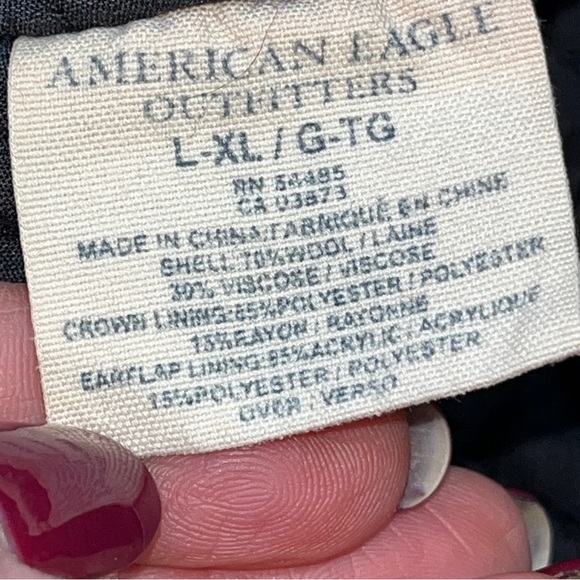 AMERICAN EAGLE
OUTFITTERS
L-XL / G-TG
RN 54485
CA 03873
MADE IN CHINA / FABRIQUÉ EN CHINE
SHELL: 70% WOOL / LAINE
30% VISCOSE / VISCOSE
CROWN LINING: 85% POLYESTER / POLYESTER
15% RAYON / RAYONNE
EARFLAP LINING: 85% ACRYLIC / ACRYLIQUE
15% POLYESTER / POLYESTER
OVER / VERSO